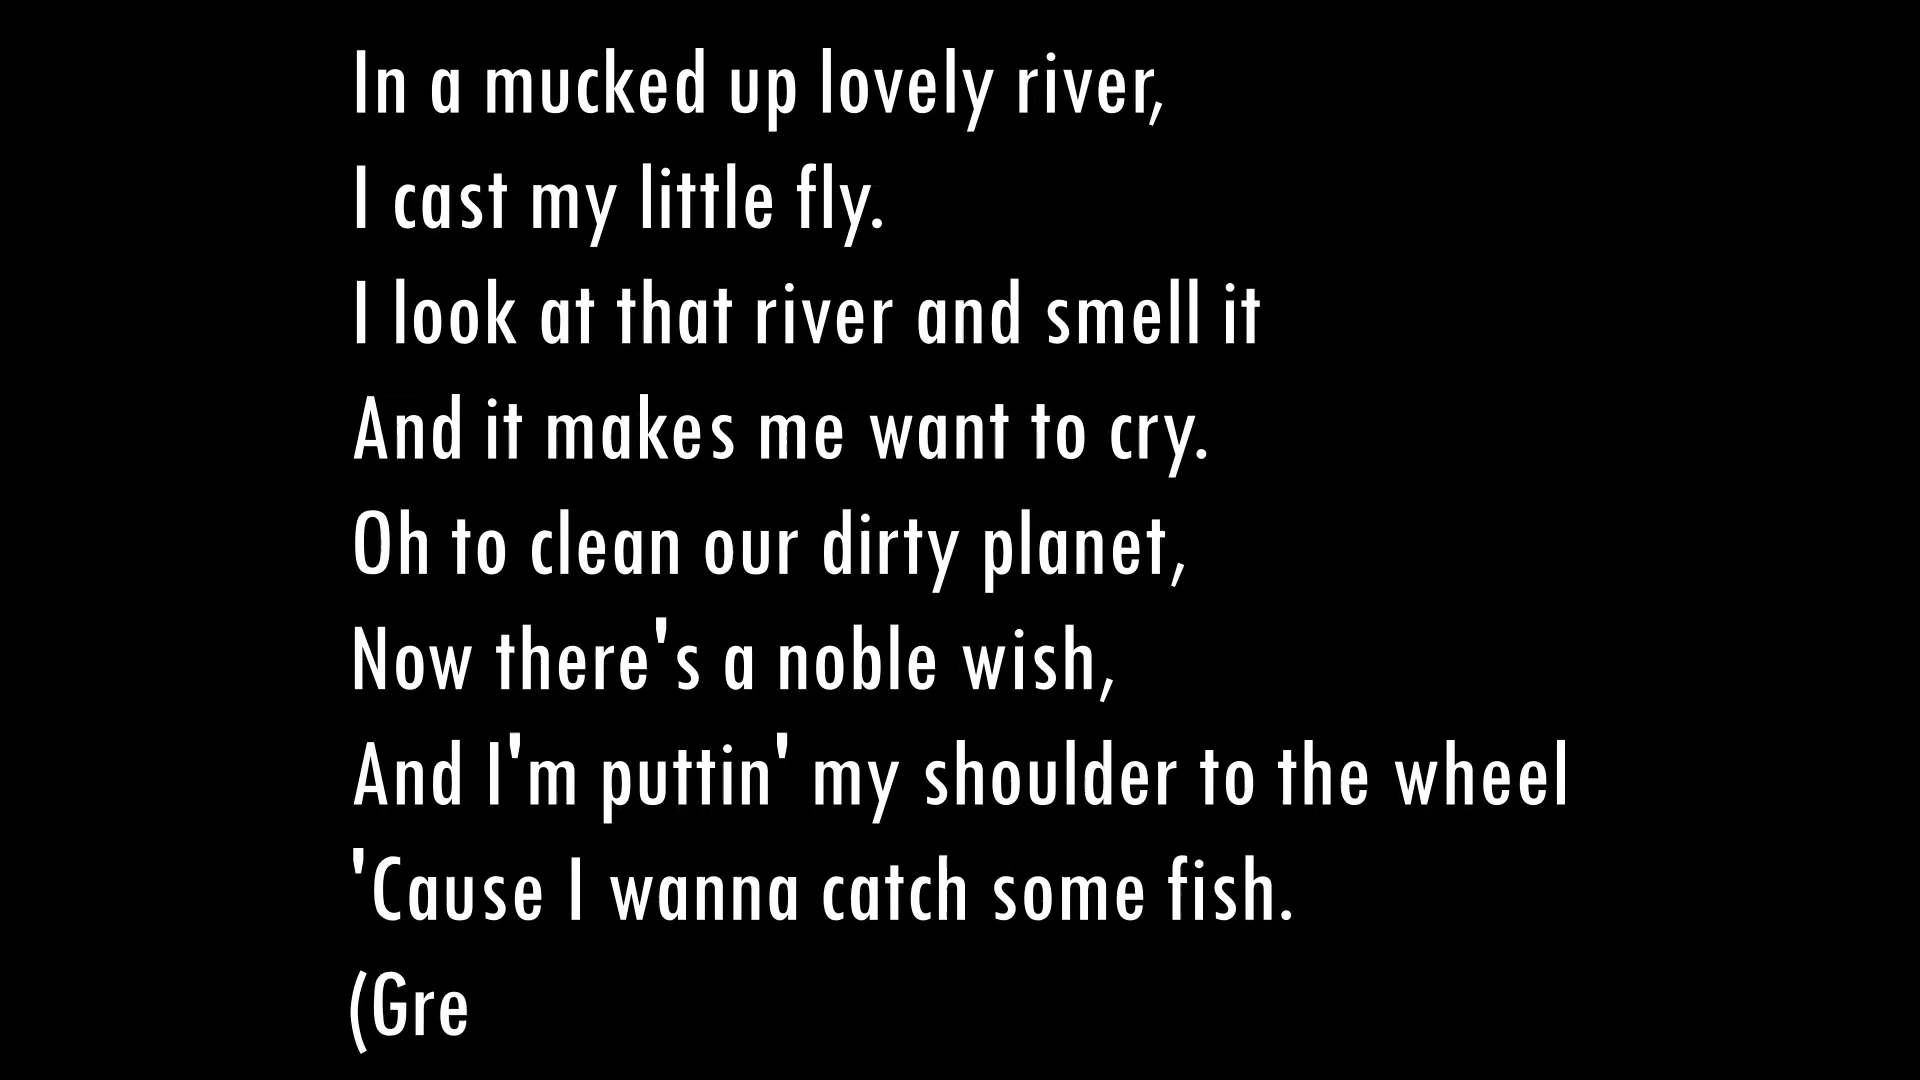 In a mucked up lovely river,
I cast my little fly.
I look at that river and smell it
And it makes me want to cry.
Oh to clean our dirty planet,
Now there's a noble wish,
And I'm puttin' my shoulder to the wheel
'Cause I wanna catch some fish.
(Gre